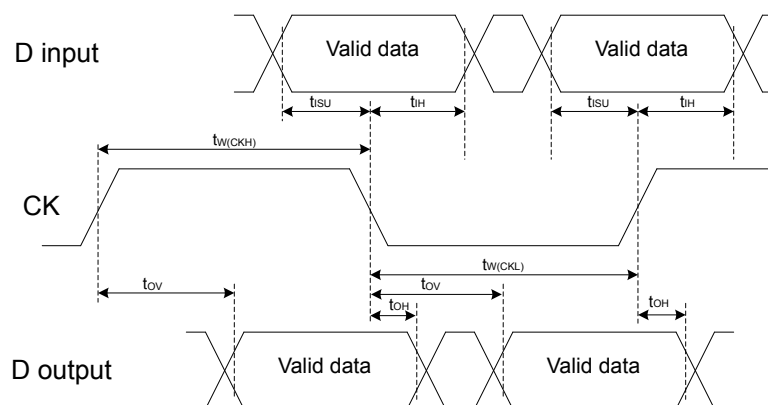 D input
Valid data
Valid data
tISU
tIH
tISU
tIH
tW(CKH)
CK
tW(CKL)
tOV
tOV
tOH
tOH
D output
Valid data
Valid data